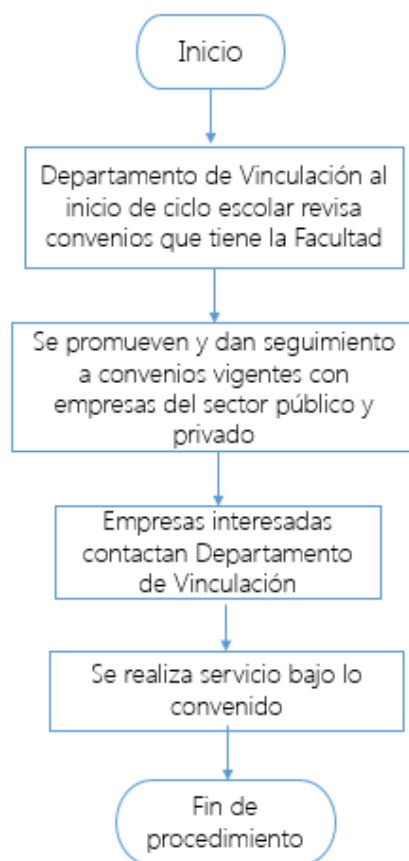 Inicio
Departamento de Vinculación al
inicio de ciclo escolar revisa
convenios que tiene la Facultad
Se promueven y dan seguimiento
a convenios vigentes con
empresas del sector público y
privado
Empresas interesadas
contactan Departamento
de Vinculación
Se realiza servicio bajo lo
convenido
Fin de
procedimiento